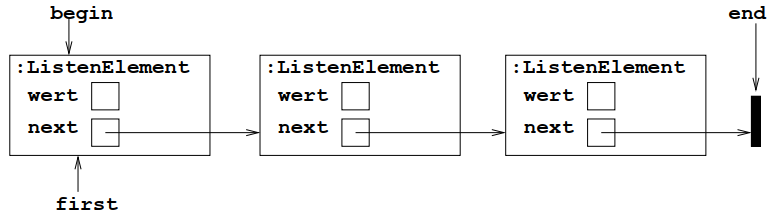 begin
end
:ListenElement
wert
next
:ListenElement
wert
next
:ListenElement
wert
next
first